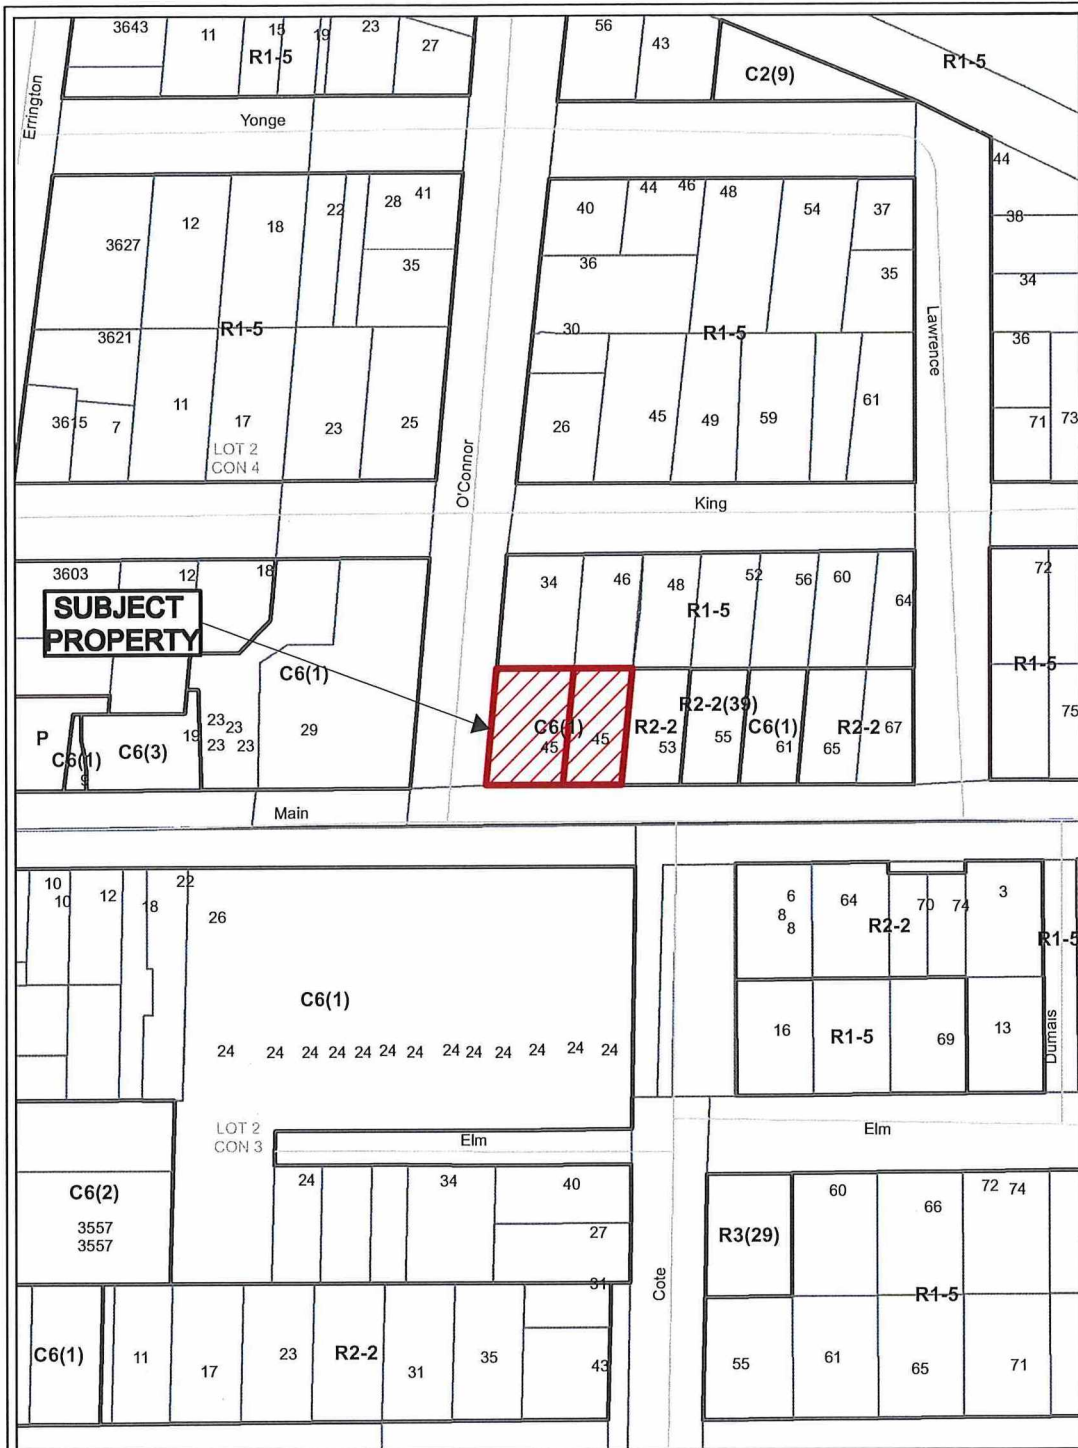 3643
11
15
19
23
27
R1-5
56
43
C2(9)
R1-5
Errington
Yonge
44
3627
12
18
22
28
41
35
40
44
46
48
54
37
36
35
38
34
30
R1-5
R1-5
3621
Lawrence
36
3615
7
11
17
23
25
26
45
49
59
61
71
73
LOT 2
CON 4
O'Connor
King
3603
12
18
34
46
48
52
56
60
64
72
SUBJECT
PROPERTY
R1-5
R1-5
C6(1)
P
C6(1)
9
C6(3)
19
23
23
23
23
29
C6(1)
45
45
R2-2
53
R2-2(39)
55
C6(1)
61
R2-2
65
67
75
Main
10
10
12
18
22
26
6
8
8
64
70
74
3
R2-2
R1-5
C6(1)
24 24 24 24 24 24 24 24 24 24 24 24 24
16
R1-5
69
13
Dumais
LOT 2
CON 3
Elm
Elm
C6(2)
3557
3557
24
34
40
27
31
R3(29)
60
66
72
74
Cote
R1-5
C6(1)
11
17
23
R2-2
31
35
43
55
61
65
71